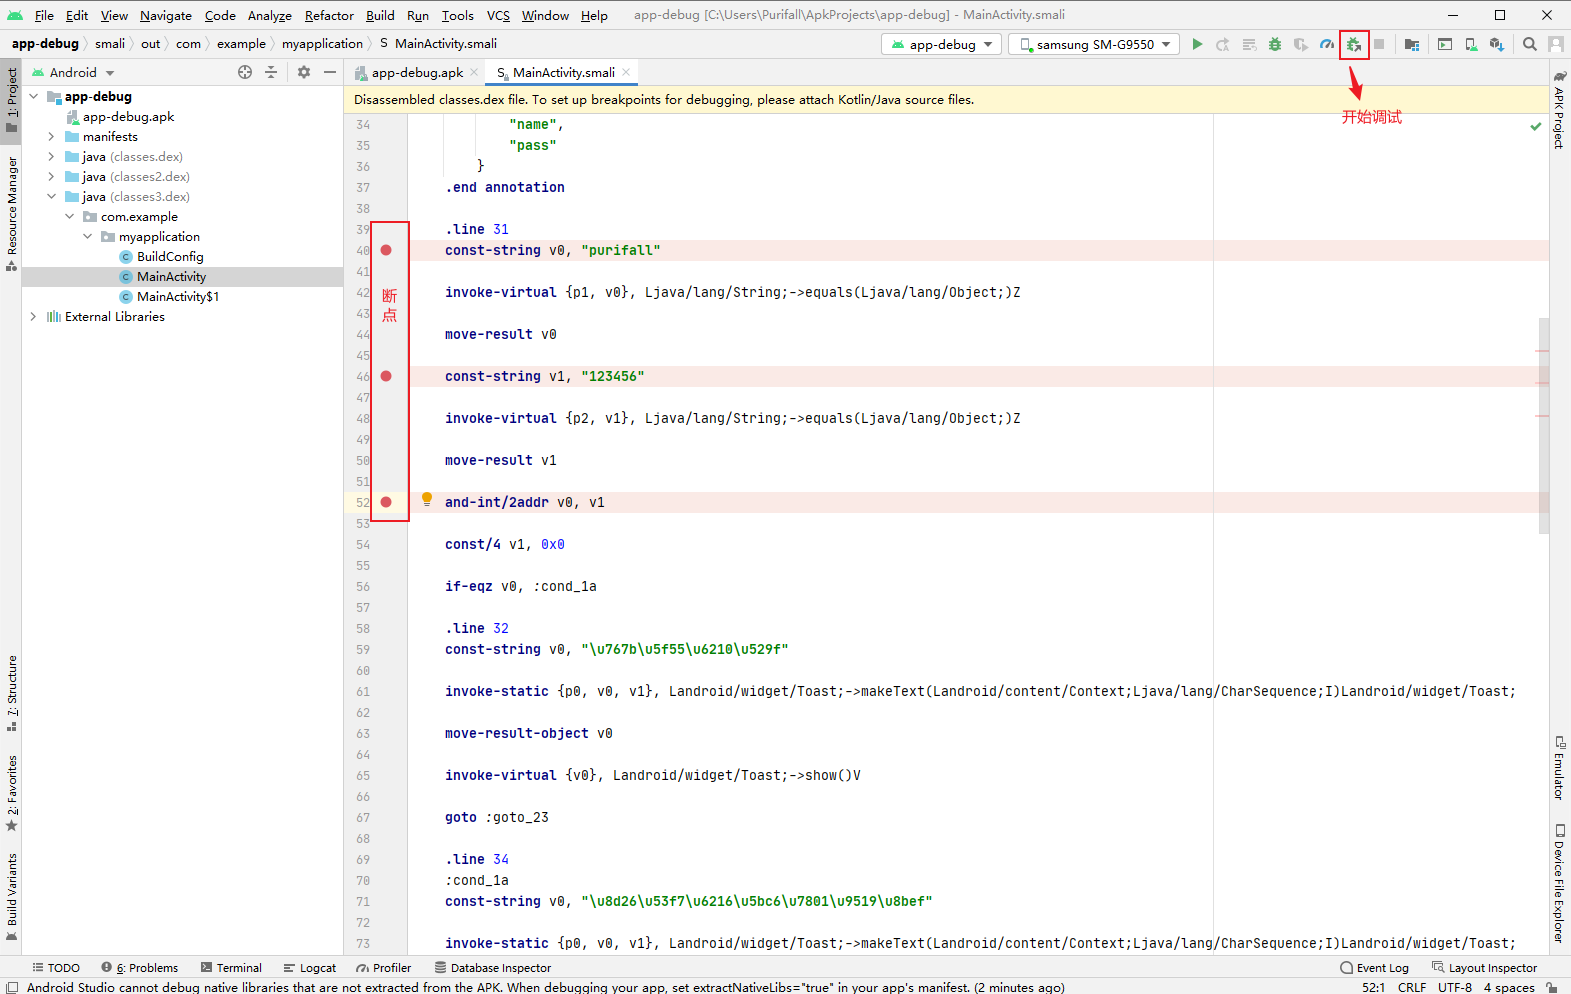 File Edit View Navigate Code Analyze Refactor Build Run Tools VCS Window Help app-debug [C:\Users\Purifall\ApkProjects\app-debug] - MainActivity.smali
app-debug smali out com example myapplication S MainActivity.smali app-debug samsung SM-G9550
Android app-debug.apk MainActivity.smali
Disassembled classes.dex file. To set up breakpoints for debugging, please attach Kotlin/Java source files.
开始调试
1: Project
Resource Manager
7: Structure
2: Favorites
Build Variants
app-debug
app-debug.apk
manifests
java (classes.dex)
java (classes2.dex)
java (classes3.dex)
com.example
myapplication
C BuildConfig
C MainActivity
C MainActivity$1
External Libraries
断
点
34 "name",
35 "pass"
36 }
37 .end annotation
38
39 .line 31
40 const-string v0, "purifall"
41
42 invoke-virtual {p1, v0}, Ljava/lang/String;->equals(Ljava/lang/Object;)Z
43
44 move-result v0
45
46 const-string v1, "123456"
47
48 invoke-virtual {p2, v1}, Ljava/lang/String;->equals(Ljava/lang/Object;)Z
49
50 move-result v1
51
52 and-int/2addr v0, v1
53
54 const/4 v1, 0x0
55
56 if-eqz v0, :cond_1a
57
58 .line 32
59 const-string v0, "\u767b\u5f55\u6210\u529f"
60
61 invoke-static {p0, v0, v1}, Landroid/widget/Toast;->makeText(Landroid/content/Context;Ljava/lang/CharSequence;I)Landroid/widget/Toast;
62
63 move-result-object v0
64
65 invoke-virtual {v0}, Landroid/widget/Toast;->show()V
66
67 goto :goto_23
68
69 .line 34
70 :cond_1a
71 const-string v0, "\u8d26\u53f7\u6216\u5bc6\u7801\u9519\u8bef"
72
73 invoke-static {p0, v0, v1}, Landroid/widget/Toast;->makeText(Landroid/content/Context;Ljava/lang/CharSequence;I)Landroid/widget/Toast;
APK Project
Emulator
Device File Explorer
TODO 6: Problems Terminal Logcat Profiler Database Inspector Event Log Layout Inspector
Android Studio cannot debug native libraries that are not extracted from the APK. When debugging your app, set extractNativeLibs="true" in your app's manifest. (2 minutes ago) 52:1 CRLF UTF-8 4 spaces